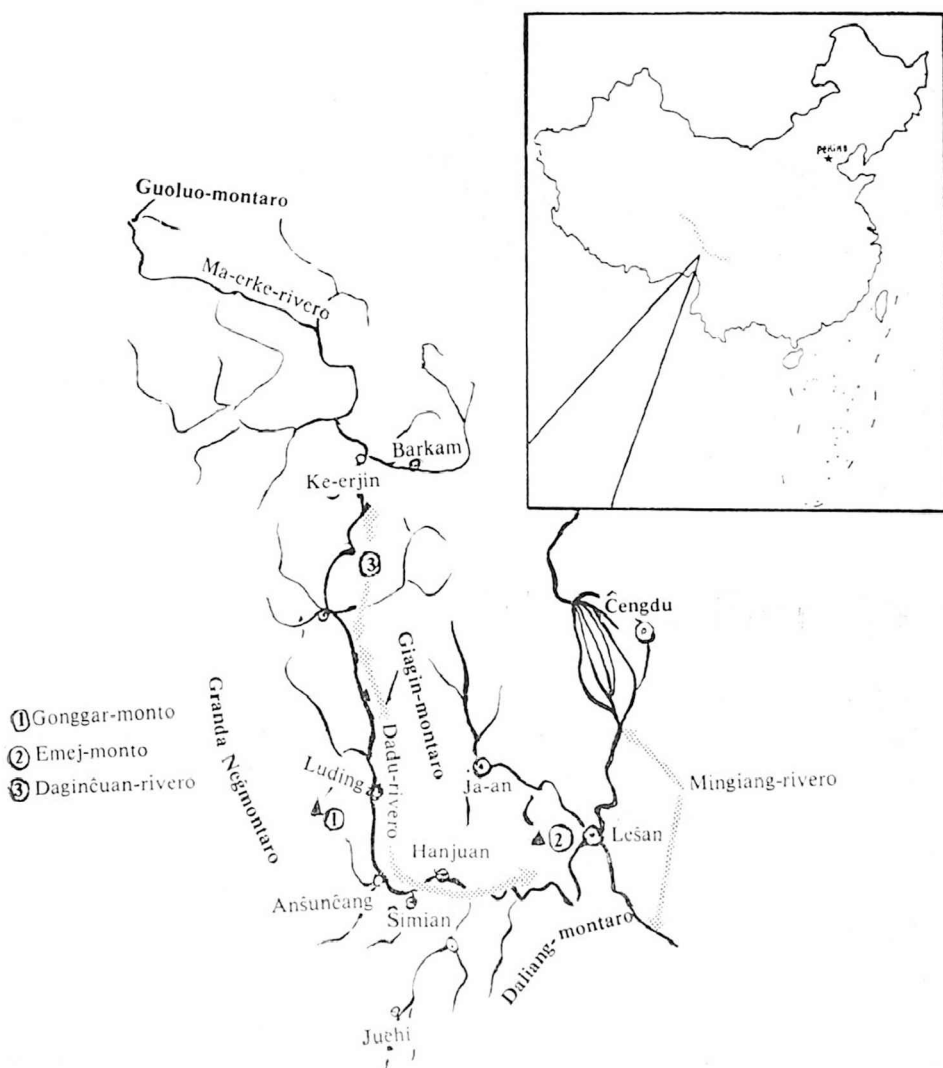 PEKINO
Guoluo-montaro
Ma-erke-rivero
Barkam
Ke-erjin
3
Ĉengdu
Giagin-montaro
Granda Neĝmontaro
1 Gonggar-monto
2 Emej-monto
3 Daginĉuan-rivero
Dadu-rivero
Luding
Ja-an
Mingiang-rivero
1
2
Leŝan
Hanjuan
Anŝunĉang
Ŝimian
Daliang-montaro
Juehi